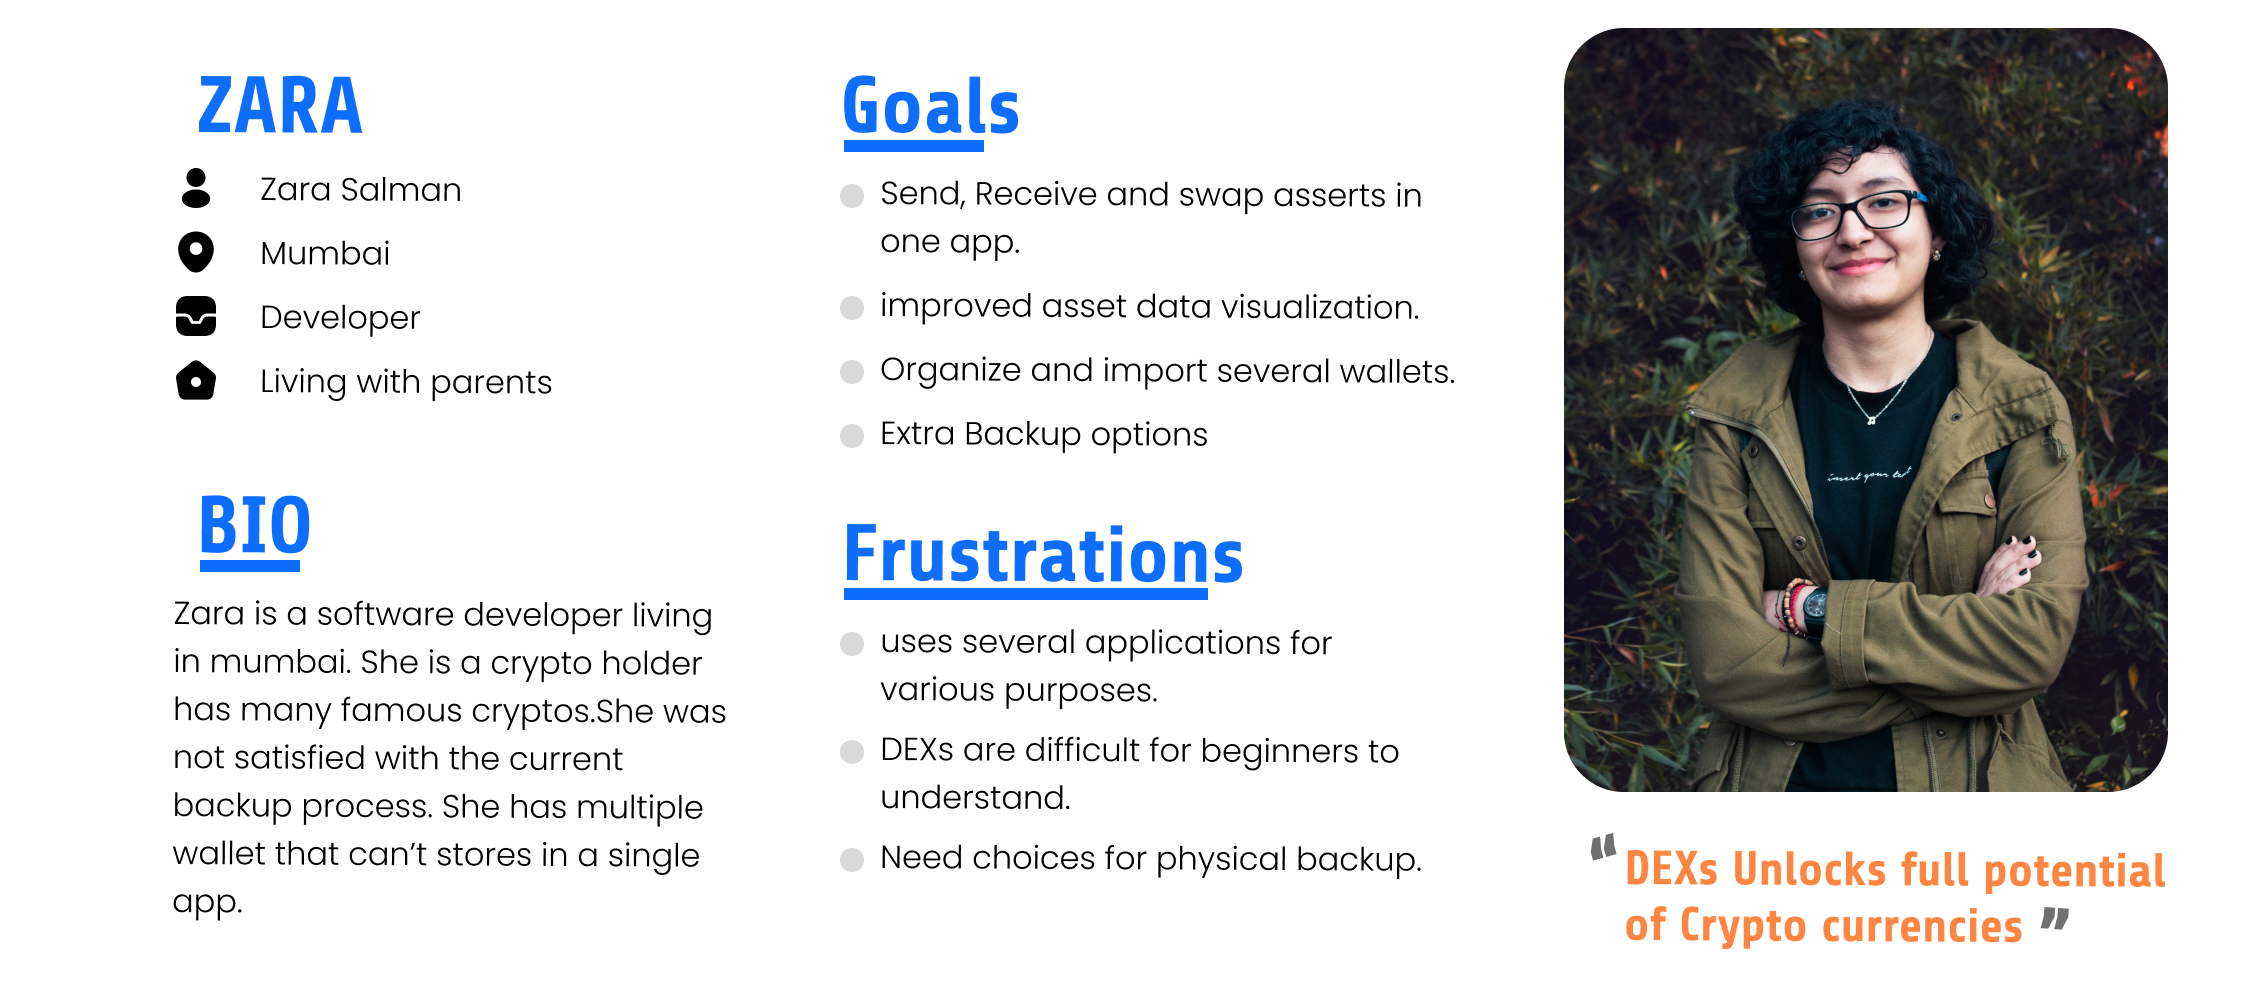 ZARA
Zara Salman
Mumbai
Developer
Living with parents
BIO
Zara is a software developer living
in mumbai. She is a crypto holder
has many famous cryptos.She was
not satisfied with the current
backup process. She has multiple
wallet that can’t stores in a single
app.
Goals
Send, Receive and swap asserts in
one app.
improved asset data visualization.
Organize and import several wallets.
Extra Backup options
Frustrations
uses several applications for
various purposes.
DEXs are difficult for beginners to
understand.
Need choices for physical backup.
insert your text
“DEXs Unlocks full potential
of Crypto currencies”